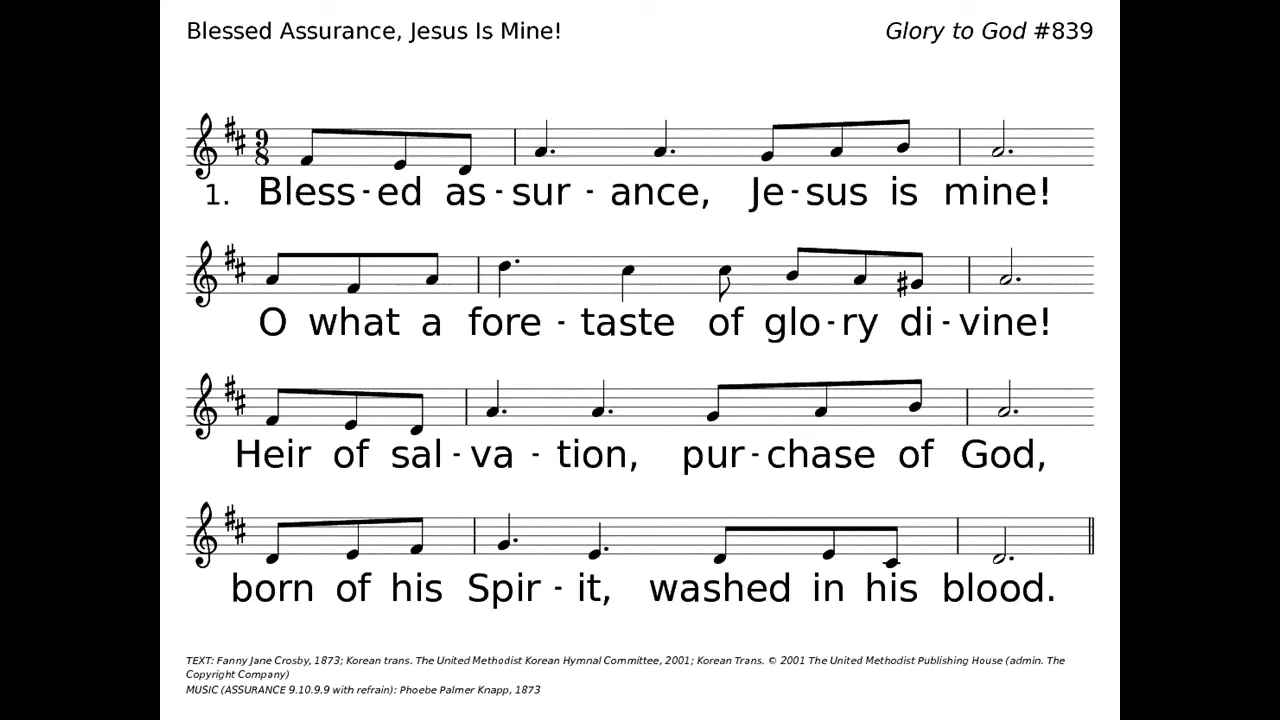 Blessed Assurance, Jesus Is Mine! Glory to God #839
9
8
1. Bless-ed as-sur - ance, Je-sus is mine!
O what a fore - taste of glo-ry di-vine!
Heir of sal-va - tion, pur-chase of God,
born of his Spir - it, washed in his blood.
TEXT: Fanny Jane Crosby, 1873; Korean trans. The United Methodist Korean Hymnal Committee, 2001; Korean Trans. © 2001 The United Methodist Publishing House (admin. The
Copyright Company)
MUSIC (ASSURANCE 9.10.9.9 with refrain): Phoebe Palmer Knapp, 1873